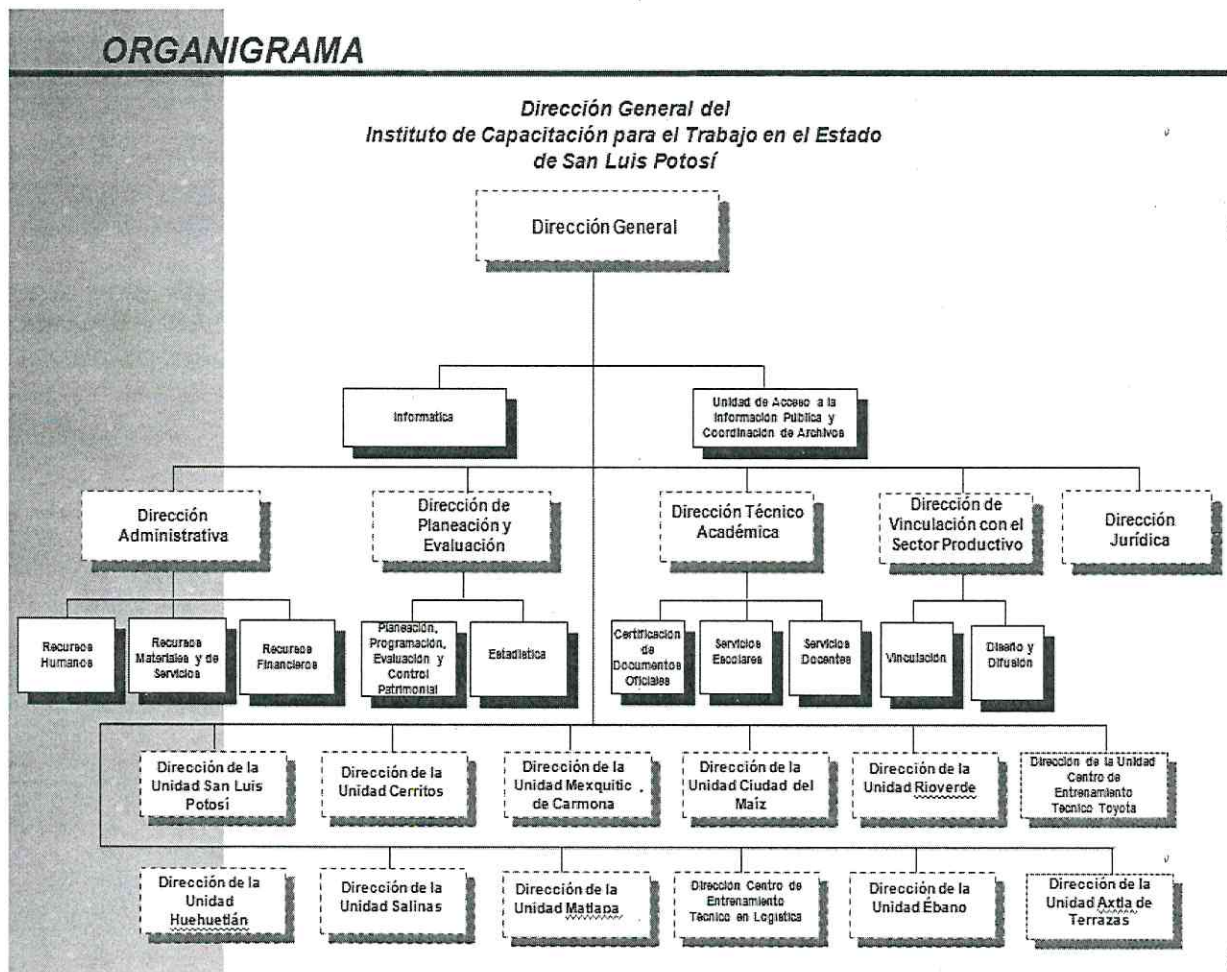 ORGANIGRAMA
Dirección General del
Instituto de Capacitación para el Trabajo en el Estado
de San Luis Potosí
Dirección General
Informatica
Unidad de Acceso a la
Información Pública y
Coordinación de Archivos
Dirección
Administrativa
Dirección de
Planeación y
Evaluación
Dirección Técnico
Académica
Dirección de
Vinculación con el
Sector Productivo
Dirección
Jurídica
Recursos
Humanos
Recursos
Materiales y de
Servicios
Recursos
Financieros
Planeación,
Programación,
Evaluación y
Control
Patrimonial
Estadística
Certificación
de
Documentos
Oficiales
Servicios
Escolares
Servicios
Docentes
Vinculación
Diseño y
Difusión
Dirección de la
Unidad San Luis
Potosí
Dirección de la
Unidad Cerritos
Dirección de la
Unidad Mexquitic
de Carmona
Dirección de la
Unidad Ciudad del
Maíz
Dirección de la
Unidad Rioverde
Dirección de la Unidad
Centro de
Entrenamiento
Técnico Toyota
Dirección de la
Unidad
Huehuetlán
Dirección de la
Unidad Salinas
Dirección de la
Unidad Matlapa
Dirección Centro de
Entrenamiento
Técnico en Logística
Dirección de la
Unidad Ébano
Dirección de la
Unidad Axtla de
Terrazas